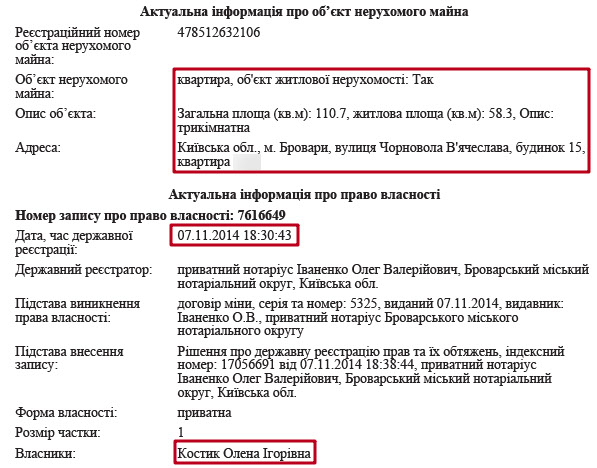 Актуальна інформація про об’єкт нерухомого майна
Реєстраційний номер об’єкта нерухомого майна: 478512632106
Об’єкт нерухомого майна: квартира, об'єкт житлової нерухомості: Так
Опис об’єкта: Загальна площа (кв.м): 110.7, житлова площа (кв.м): 58.3, Опис: трикімнатна
Адреса: Київська обл., м. Бровари, вулиця Чорновола В'ячеслава, будинок 15, квартира
Актуальна інформація про право власності
Номер запису про право власності: 7616649
Дата, час державної реєстрації: 07.11.2014 18:30:43
Державний реєстратор: приватний нотаріус Іваненко Олег Валерійович, Броварський міський нотаріальний округ, Київська обл.
Підстава виникнення права власності: договір міни, серія та номер: 5325, виданий 07.11.2014, видавник: Іваненко О.В., приватний нотаріус Броварського міського нотаріального округу
Підстава внесення запису: Рішення про державну реєстрацію прав та їх обтяжень, індексний номер: 17056691 від 07.11.2014 18:38:44, приватний нотаріус Іваненко Олег Валерійович, Броварський міський нотаріальний округ, Київська обл.
Форма власності: приватна
Розмір частки: 1
Власники: Костик Олена Ігорівна